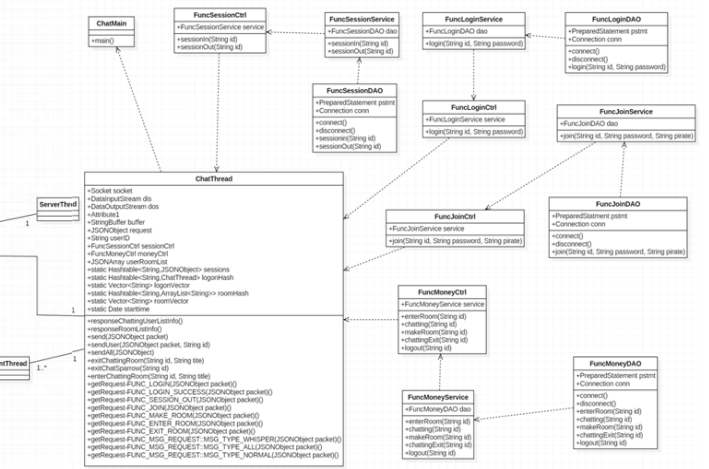 ChatMain
+main()
FuncSessionCtrl
+FuncSessionService service
+sessionIn(String id)
+sessionOut(String id)
FuncSessionService
+FuncSessionDAO dao
+sessionIn(String id)
+sessionOut(String id)
FuncLoginService
+FuncLoginDAO dao
+login(String id, String password)
FuncLoginDAO
+PreparedStatement pstmt
+Connection conn
+connect()
+disconnect()
+login(String id, String password)
FuncSessionDAO
+PreparedStatement pstmt
+Connection conn
+connect()
+disconnect()
+sessionin(String id)
+sessionOut(String id)
FuncLoginCtrl
+FuncLoginService service
+login(String id, String password)
FuncJoinService
+FuncJoinDAO dao
+join(String id, String password, String pirate)
ChatThread
+Socket socket
+DataInputStream dis
+DataOutputStream dos
+Attribute1
+StringBuffer buffer
+JSONObject request
+String userID
+FuncSessionCtrl sessionCtrl
+FuncMoneyCtrl moneyCtrl
+JSONArray userRoomList
+static Hashtable<String,JSONObject> sessions
+static Hashtable<String,ChatThread> logonHash
+static Vector<String> logonVector
+static Hashtable<String,ArrayList<String>> roomHash
+static Vector<String> roomVector
+static Date starttime
+responseChattingUserListInfo()
+responseRoomListInfo()
+send(JSONObject packet)
+sendUser(JSONObject packet, String id)
+sendAll(JSONObject)
+exitChattingRoom(String id, String title)
+exitChatSparrow(String id)
+enterChattingRoom(String id, String title)
+getRequest-FUNC_LOGIN(JSONObject packet()
+getRequest-FUNC_LOGIN_SUCCESS(JSONObject packet()
+getRequest-FUNC_SESSION_OUT(JSONObject packet()
+getRequest-FUNC_JOIN(JSONObject packet()
+getRequest-FUNC_MAKE_ROOM(JSONObject packet()
+getRequest-FUNC_ENTER_ROOM(JSONObject packet()
+getRequest-FUNC_EXIT_ROOM(JSONObject packet()
+getRequest-FUNC_MSG_REQUEST::MSG_TYPE_WHISPER(JSONObject packet()
+getRequest-FUNC_MSG_REQUEST::MSG_TYPE_ALL(JSONObject packet()
+getRequest-FUNC_MSG_REQUEST::MSG_TYPE_NORMAL(JSONObject packet()
1
1
1
1..*
FuncJoinCtrl
+FuncJoinService service
+join(String id, String password, String pirate)
FuncJoinDAO
+PreparedStatement pstmt
+Connection conn
+connect()
+disconnect()
+join(String id, String password, String pirate)
FuncMoneyCtrl
+FuncMoneyService service
+enterRoom(String id)
+chatting(String id)
+makeRoom(String id)
+chattingExit(String id)
+logout(String id)
FuncMoneyService
+FuncMoneyDAO dao
+enterRoom(String id)
+chatting(String id)
+makeRoom(String id)
+chattingExit(String id)
+logout(String id)
FuncMoneyDAO
+PreparedStatement pstmt
+Connection conn
+connect()
+disconnect()
+enterRoom(String id)
+chatting(String id)
+makeRoom(String id)
+chattingExit(String id)
+logout(String id)